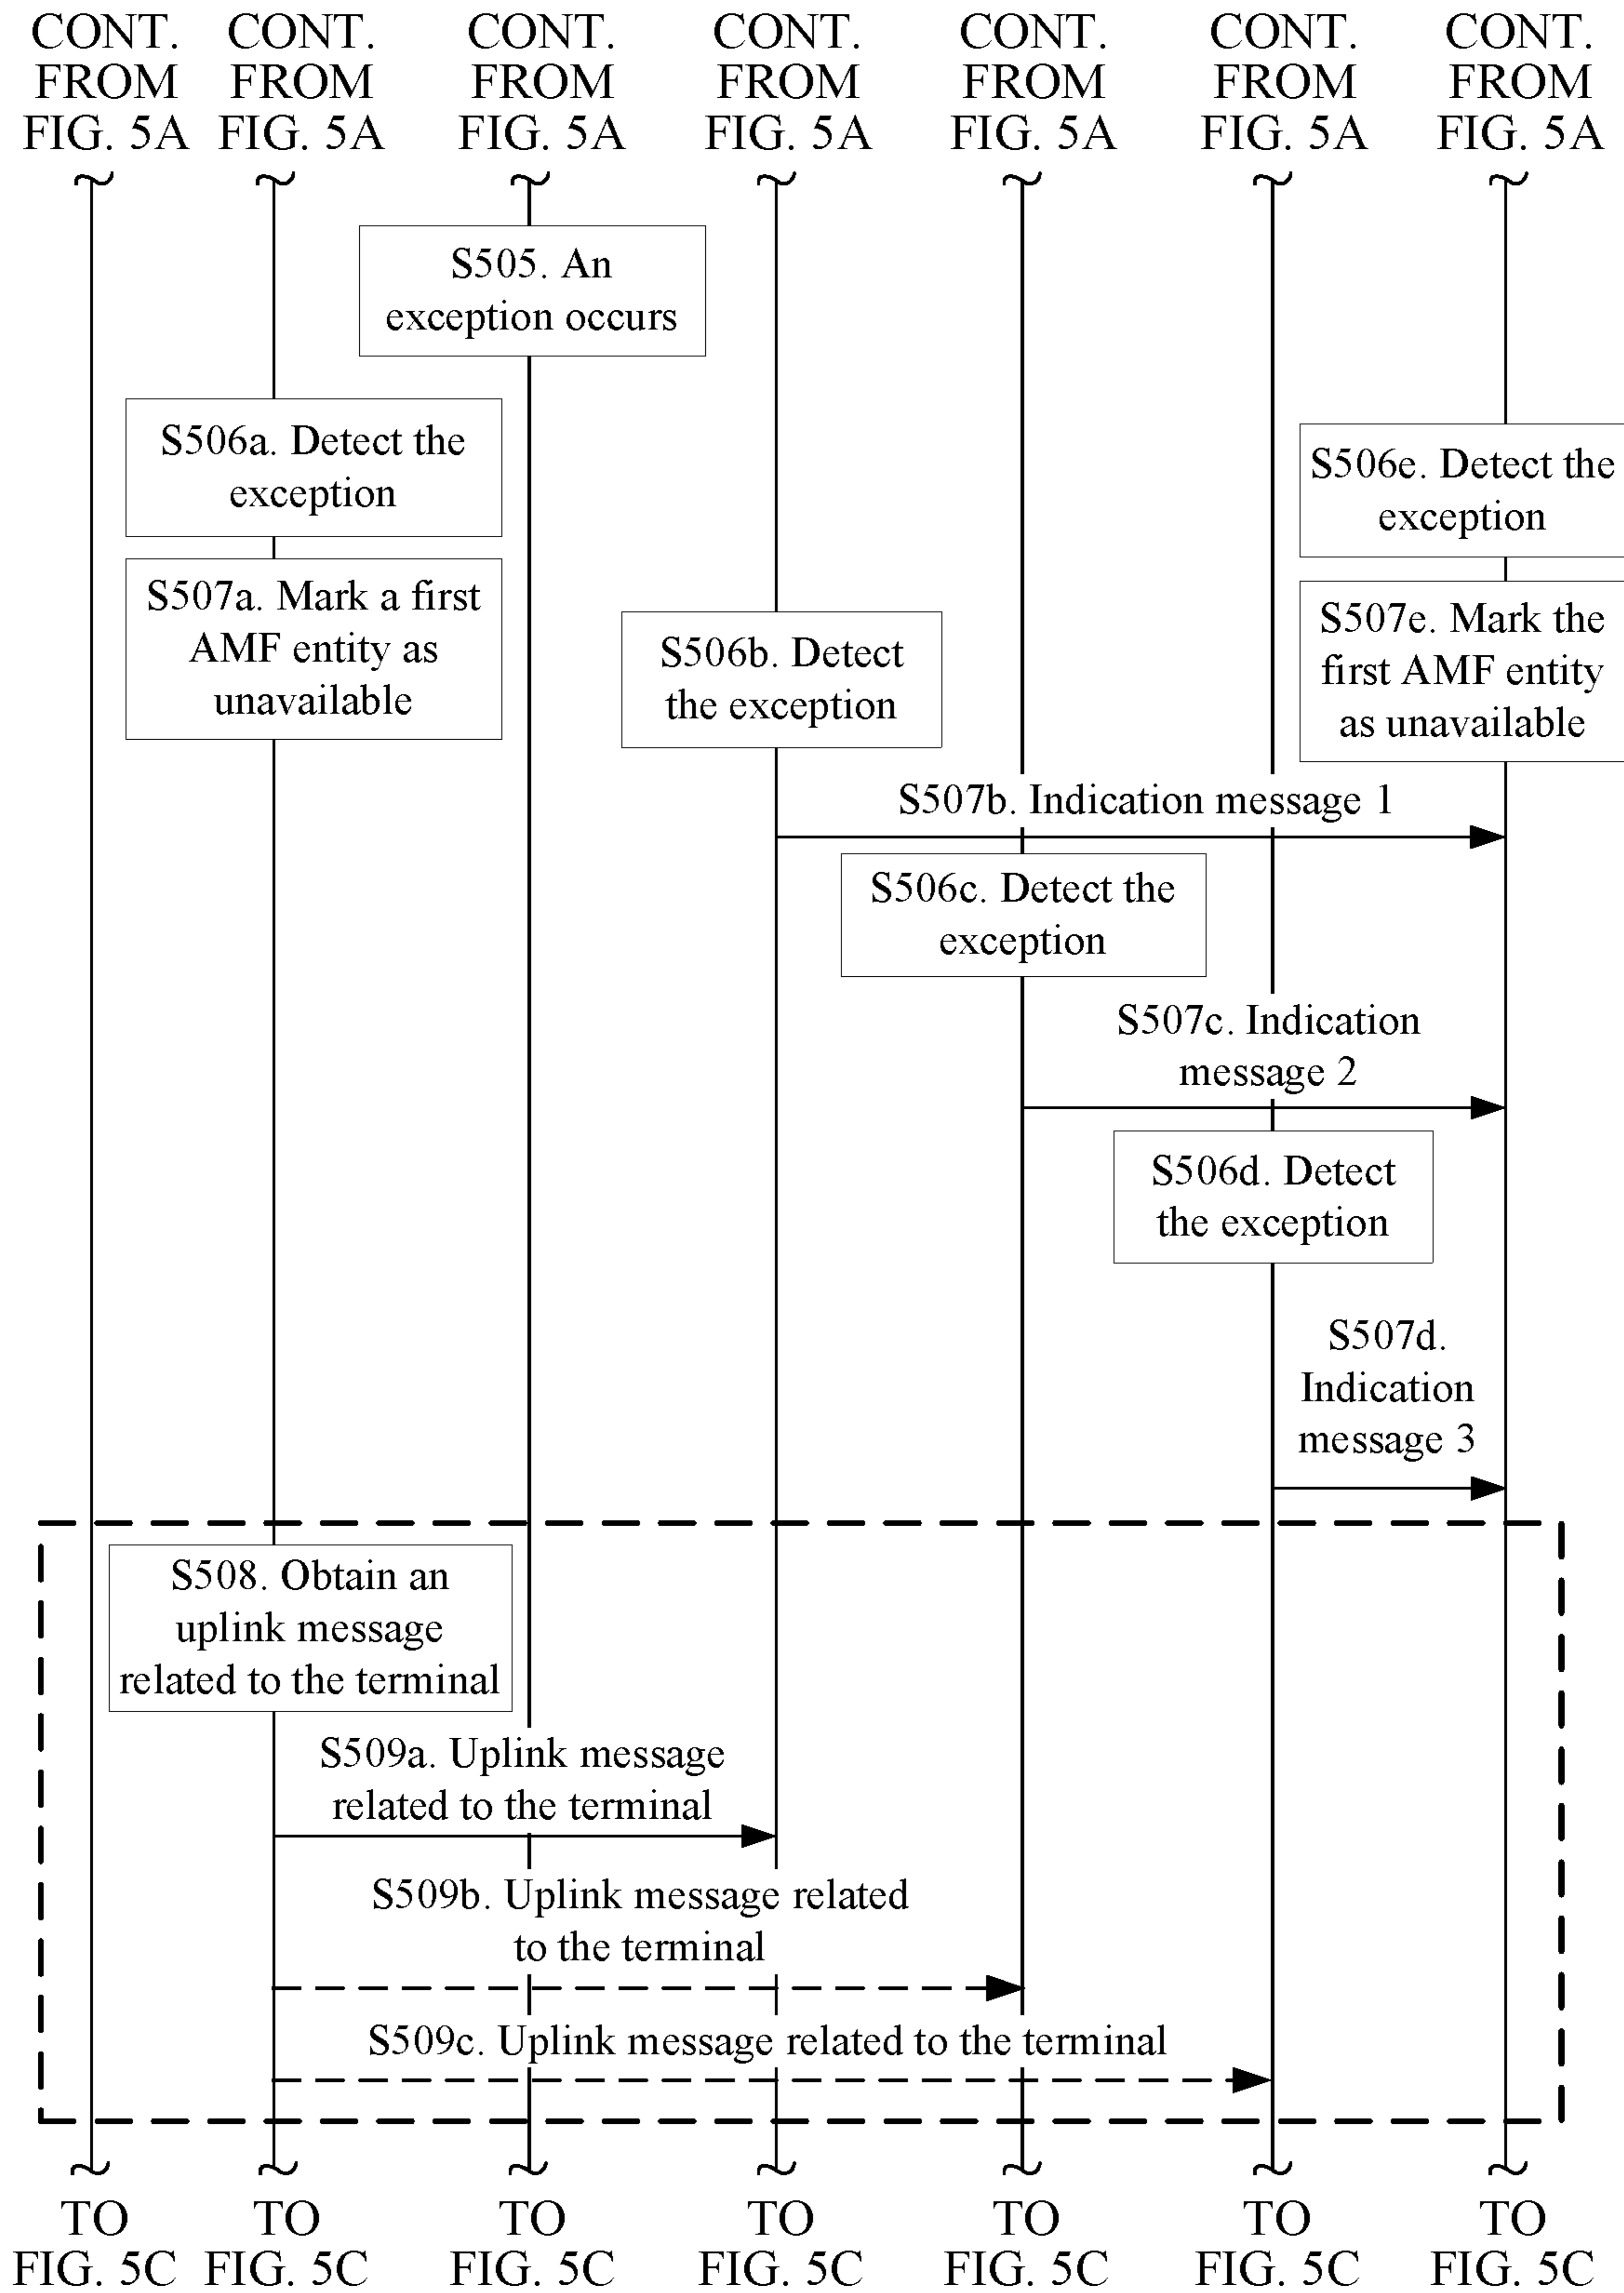 CONT. CONT. CONT. CONT. CONT. CONT. CONT.
FROM FROM FROM FROM FROM FROM FROM
FIG. 5A FIG. 5A FIG. 5A FIG. 5A FIG. 5A FIG. 5A FIG. 5A
S505. An
exception occurs
S506a. Detect the
exception
S506e. Detect the
exception
S507a. Mark a first
AMF entity as
unavailable
S507e. Mark the
first AMF entity
as unavailable
S506b. Detect
the exception
S507b. Indication message 1
S506c. Detect the
exception
S507c. Indication
message 2
S506d. Detect
the exception
S507d.
Indication
message 3
S508. Obtain an
uplink message
related to the terminal
S509a. Uplink message
related to the terminal
S509b. Uplink message related
to the terminal
S509c. Uplink message related to the terminal
TO TO TO TO TO TO TO
FIG. 5C FIG. 5C FIG. 5C FIG. 5C FIG. 5C FIG. 5C FIG. 5C